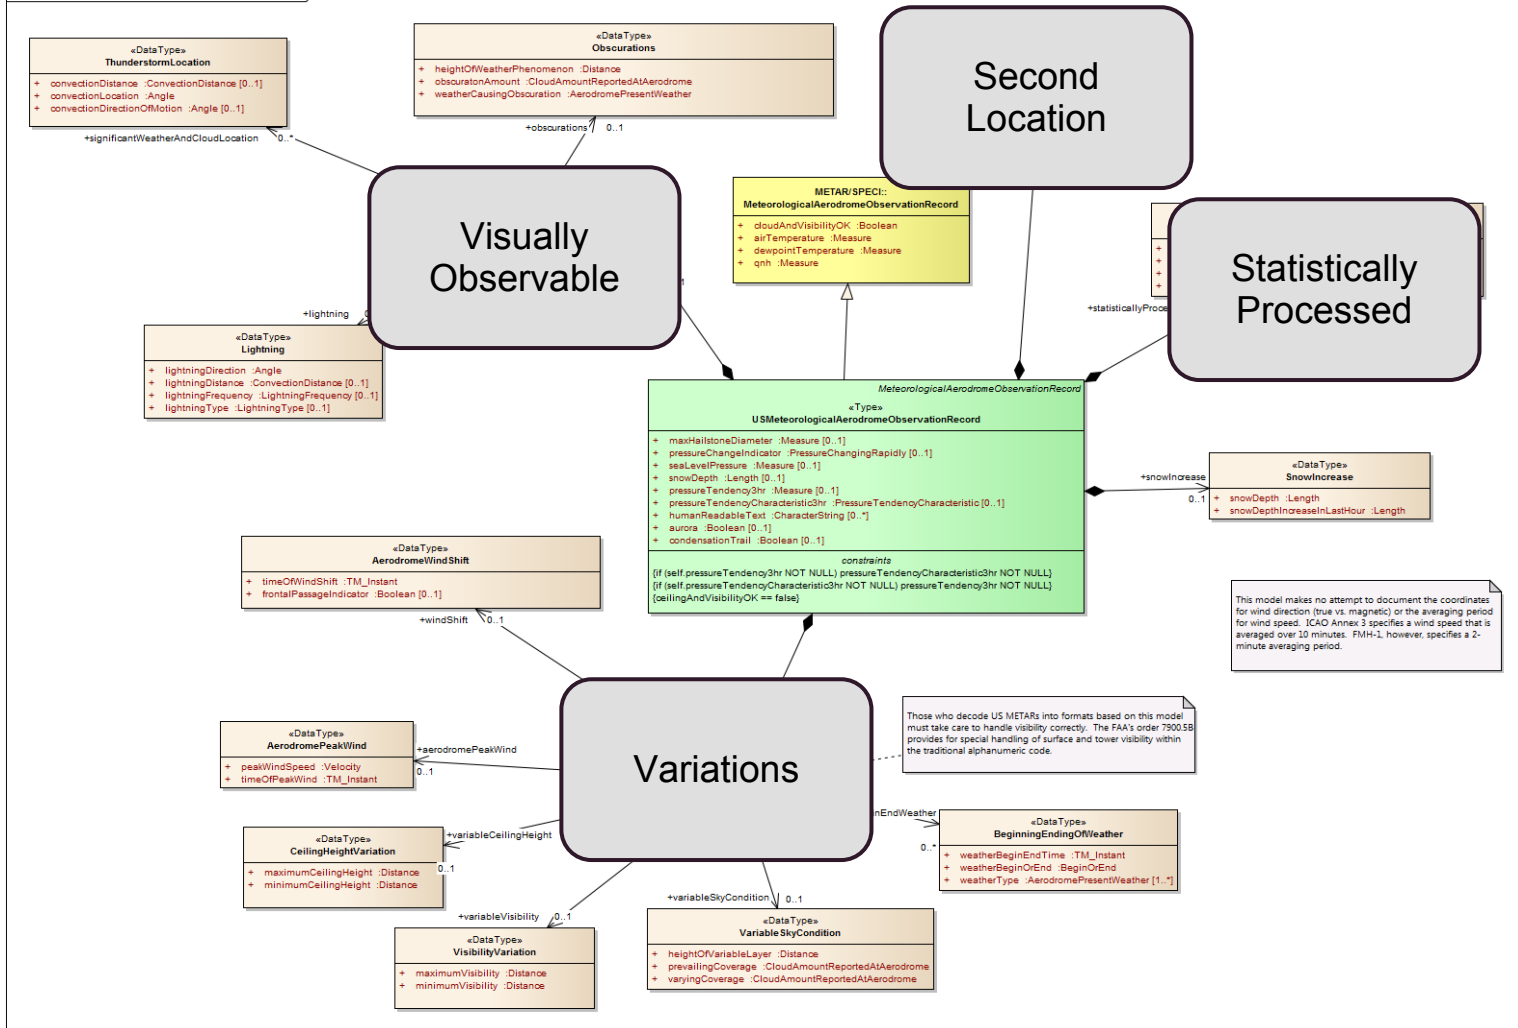 «DataType»
ThunderstormLocation
+ convectionDistance :ConvectionDistance [0..1]
+ convectionLocation :Angle
+ convectionDirectionOfMotion :Angle [0..1]
+significantWeatherAndCloudLocation
0..*
«DataType»
Obscurations
+ heightOfWeatherPhenomenon :Distance
+ obscuratonAmount :CloudAmountReportedAtAerodrome
+ weatherCausingObscuration :AerodromePresentWeather
+obscurations
0..1
Second
Location
Visually
Observable
METAR/SPECI::
MeteorologicalAerodromeObservationRecord
+ cloudAndVisibilityOK :Boolean
+ airTemperature :Measure
+ dewpointTemperature :Measure
+ qnh :Measure
+
+
+
+
Statistically
Processed
+statisticallyProce
+lightning
«DataType»
Lightning
+ lightningDirection :Angle
+ lightningDistance :ConvectionDistance [0..1]
+ lightningFrequency :LightningFrequency [0..1]
+ lightningType :LightningType [0..1]
MeteorologicalAerodromeObservationRecord
«Type»
USMeteorologicalAerodromeObservationRecord
+ maxHailstoneDiameter :Measure [0..1]
+ pressureChangeIndicator :PressureChangingRapidly [0..1]
+ seaLevelPressure :Measure [0..1]
+ snowDepth :Length [0..1]
+ pressureTendency3hr :Measure [0..1]
+ pressureTendencyCharacteristic3hr :PressureTendencyCharacteristic [0..1]
+ humanReadableText :CharacterString [0..*]
+ aurora :Boolean [0..1]
+ condensationTrail :Boolean [0..1]
constraints
{if (self.pressureTendency3hr NOT NULL) pressureTendencyCharacteristic3hr NOT NULL}
{if (self.pressureTendencyCharacteristic3hr NOT NULL) pressureTendency3hr NOT NULL}
{ceilingAndVisibilityOK == false}
+snowIncrease
0..1
«DataType»
SnowIncrease
+ snowDepth :Length
+ snowDepthIncreaseInLastHour :Length
«DataType»
AerodromeWindShift
+ timeOfWindShift :TM_Instant
+ frontalPassageIndicator :Boolean [0..1]
+windShift
0..1
This model makes no attempt to document the coordinates
for wind direction (true vs. magnetic) or the averaging period
for wind speed. ICAO Annex 3 specifies a wind speed that is
averaged over 10 minutes. FMH-1, however, specifies a 2-
minute averaging period.
Variations
Those who decode US METARs into formats based on this model
must take care to handle visibility correctly. The FAA's order 7900.5B
provides for special handling of surface and tower visibility within
the traditional alphanumeric code.
«DataType»
AerodromePeakWind
+ peakWindSpeed :Velocity
+ timeOfPeakWind :TM_Instant
+aerodromePeakWind
0..1
«DataType»
CeilingHeightVariation
+ maximumCeilingHeight :Distance
+ minimumCeilingHeight :Distance
+variableCeilingHeight
0..1
nEndWeather
0..*
«DataType»
BeginningEndingOfWeather
+ weatherBeginEndTime :TM_Instant
+ weatherBeginOrEnd :BeginOrEnd
+ weatherType :AerodromePresentWeather [1..*]
+variableVisibility
0..1
«DataType»
VisibilityVariation
+ maximumVisibility :Distance
+ minimumVisibility :Distance
+variableSkyCondition
0..1
«DataType»
VariableSkyCondition
+ heightOfVariableLayer :Distance
+ prevailingCoverage :CloudAmountReportedAtAerodrome
+ varyingCoverage :CloudAmountReportedAtAerodrome